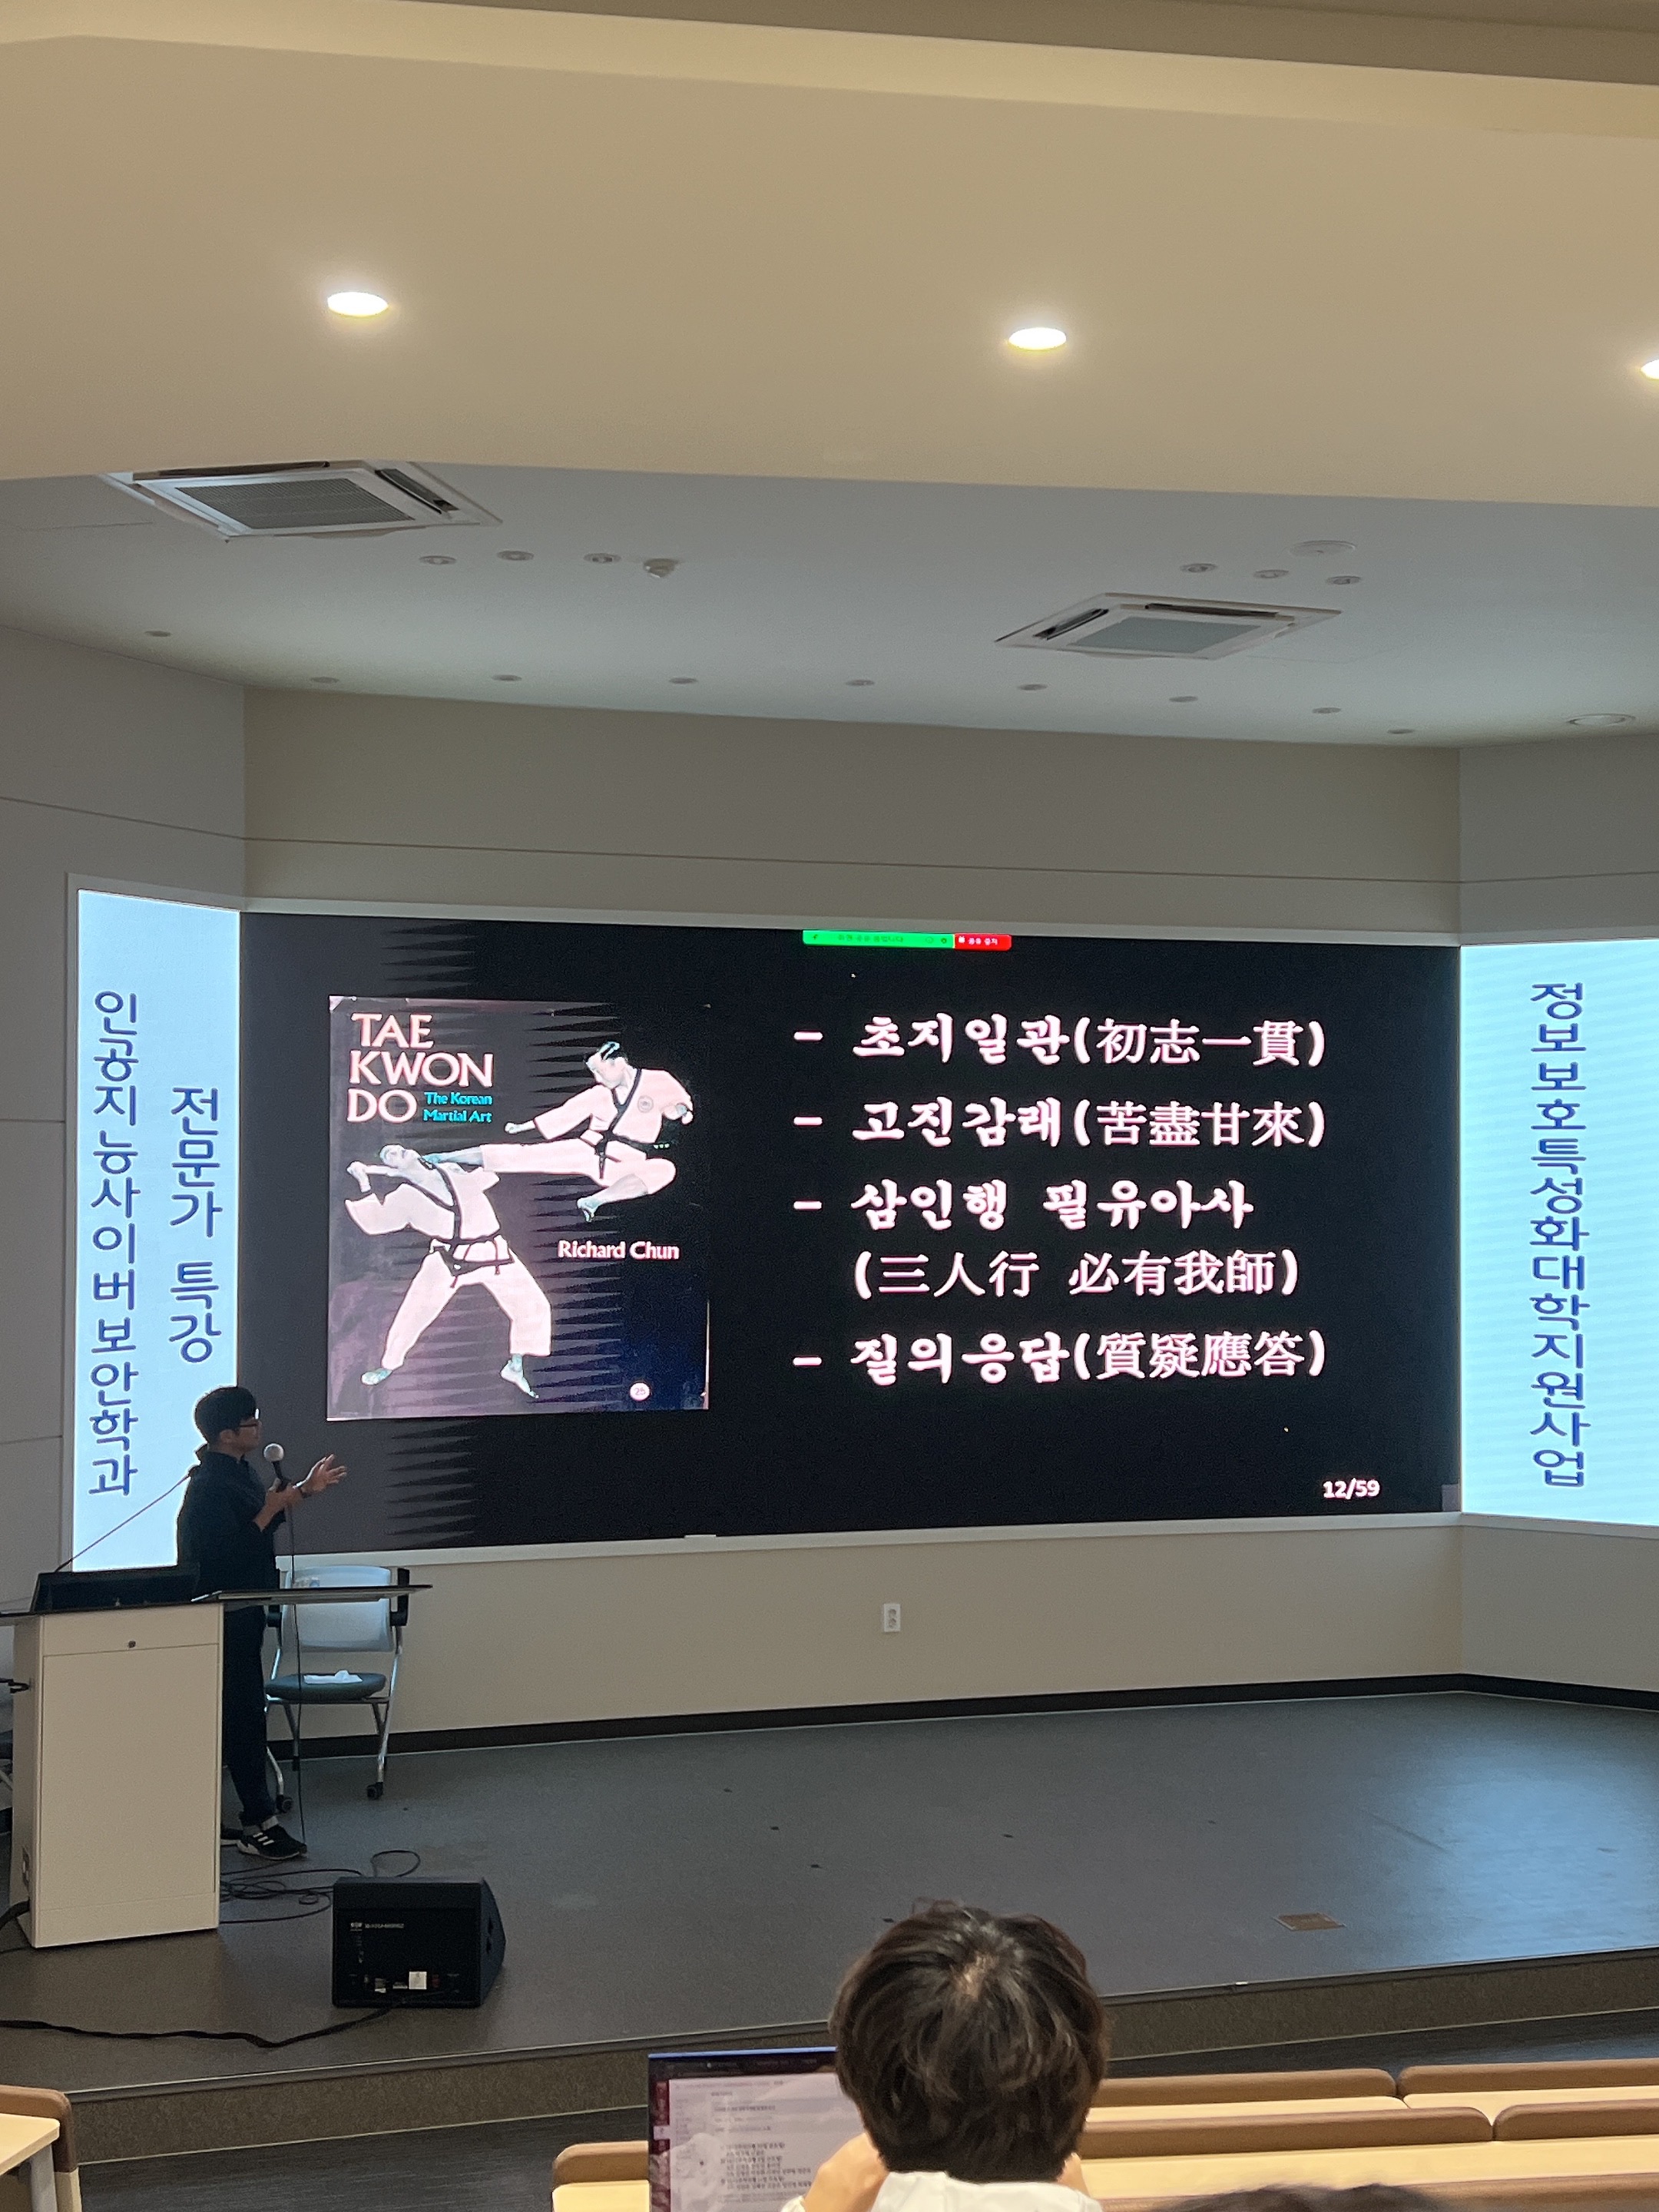 인공지능사이버보안학과
전문가 특강
TAE
KWON
DO
The Korean
Martial Art
Richard Chun
25
- 초지일관(初志一貫)
- 고진감래(苦盡甘來)
- 삼인행 필유아사
(三人行 必有我師)
- 질의응답(質疑應答)
12/59
정보보호특성화대학지원사업